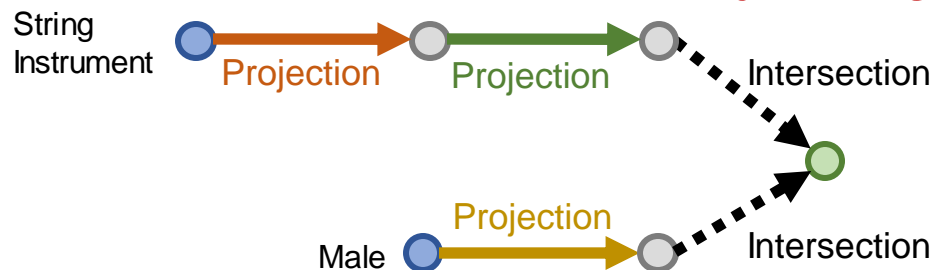 String
Instrument
Projection
Projection
Intersection
Projection
Male
Intersection